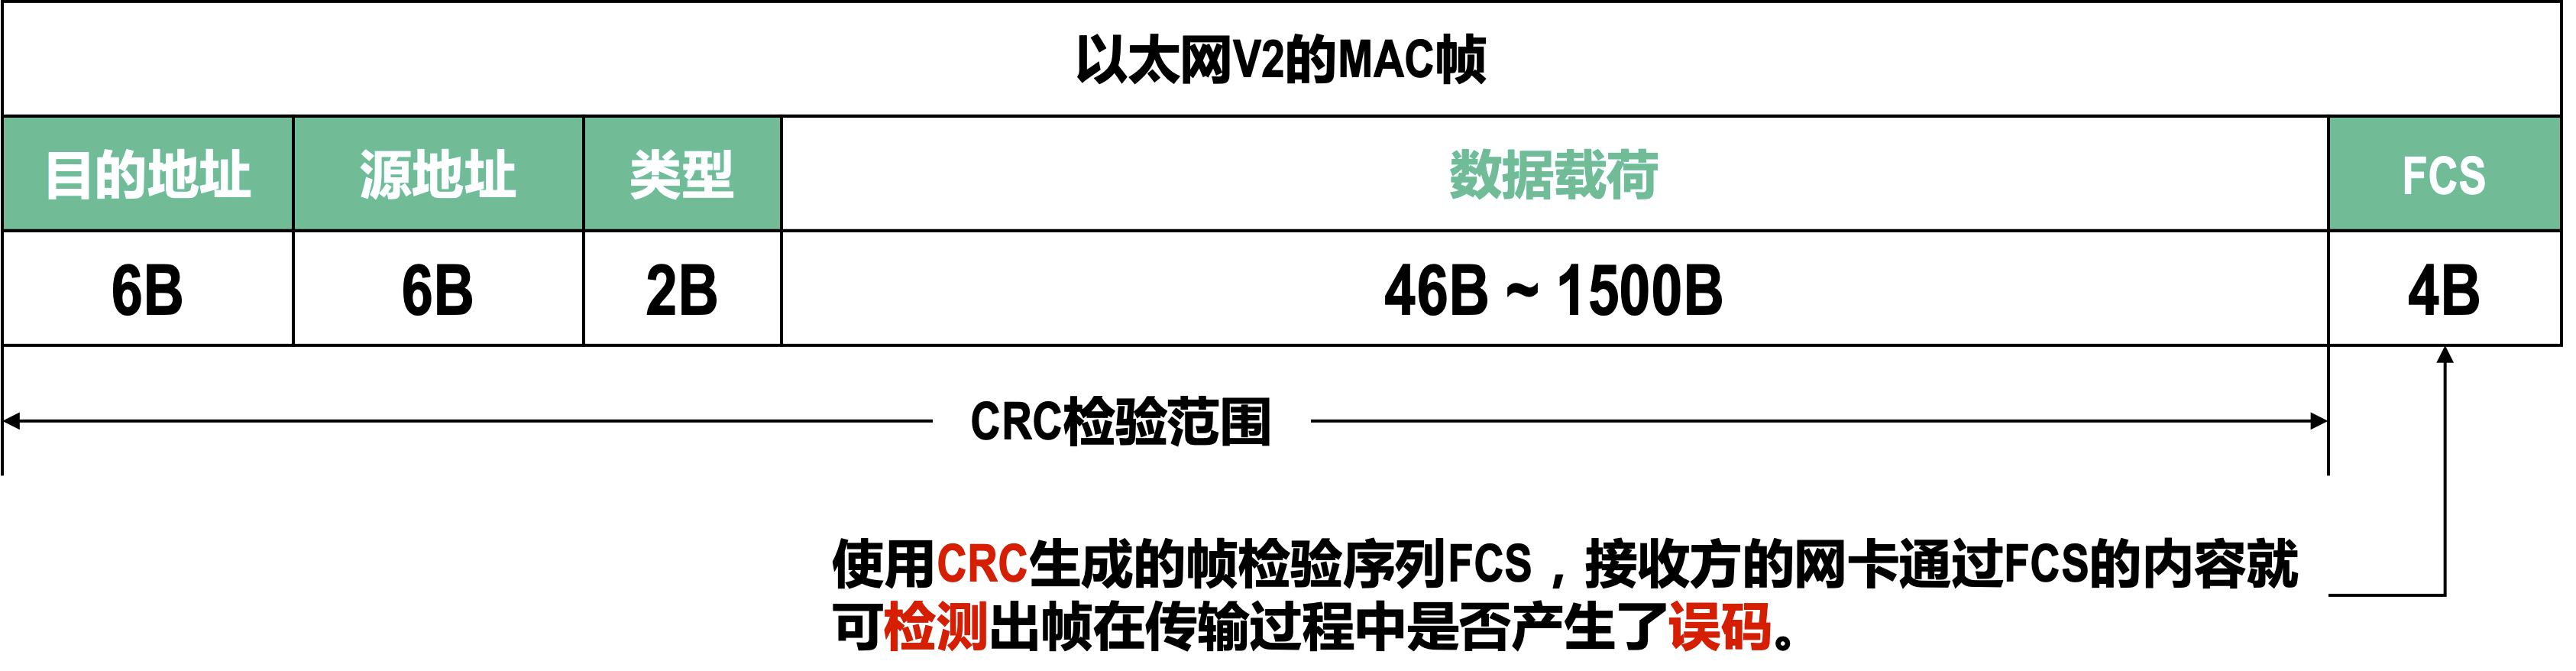 以太网V2的MAC帧
目的地址 源地址 类型 数据载荷 FCS
6B 6B 2B 46B ~ 1500B 4B
CRC检验范围
使用CRC生成的帧检验序列FCS，接收方的网卡通过FCS的内容就
可检测出帧在传输过程中是否产生了误码。